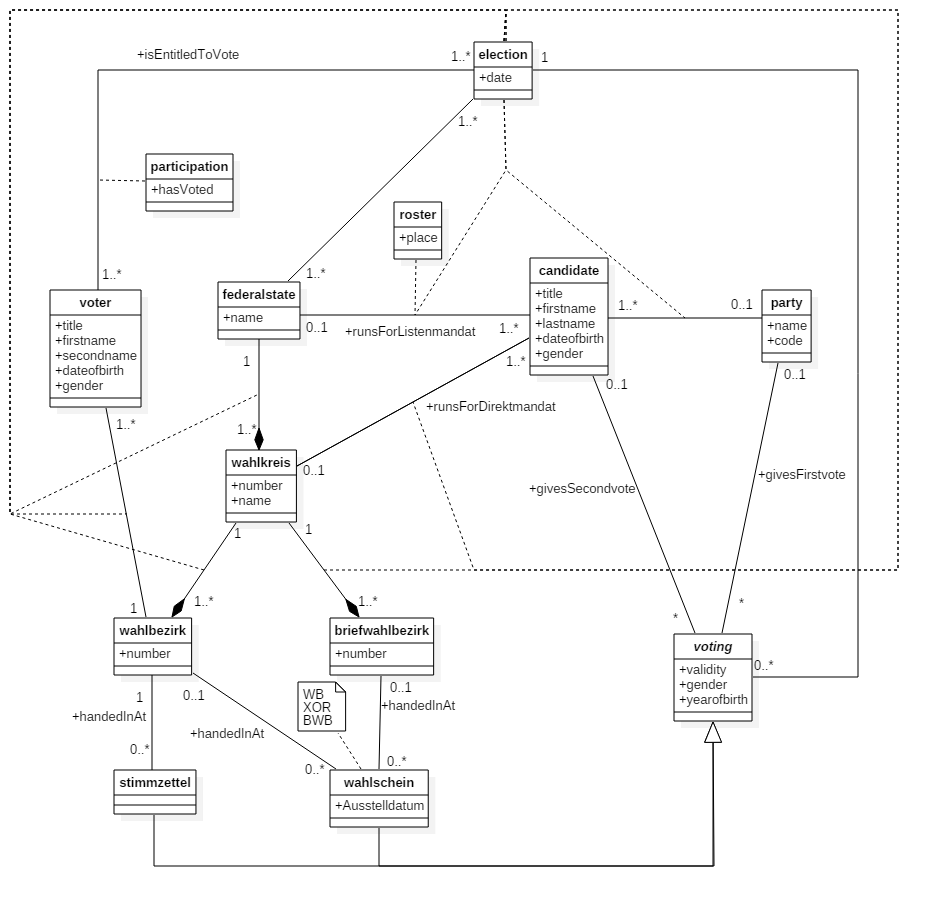 +isEntitledToVote
1..*
election
1
+date
1..*
participation
+hasVoted
roster
+place
1..*
voter
+title
+firstname
+secondname
+dateofbirth
+gender
1..*
1..*
federalstate
+name
0..1
+runsForListenmandat
1..*
candidate
+title
+firstname
+lastname
+dateofbirth
+gender
1..*
0..1
party
+name
+code
1..*
0..1
0..1
+runsForDirektmandat
1
1..*
wahlkreis
+number
+name
0..1
+givesSecondvote
+givesFirstvote
1
1
1..*
1..*
*
*
1
wahlbezirk
+number
briefwahlbezirk
+number
voting
+validity
+gender
+yearofbirth
0..*
1
+handedInAt
0..*
0..1
+handedInAt
0..*
WB
XOR
BWB
0..1
+handedInAt
0..*
stimmzettel
wahlschein
+Ausstelldatum